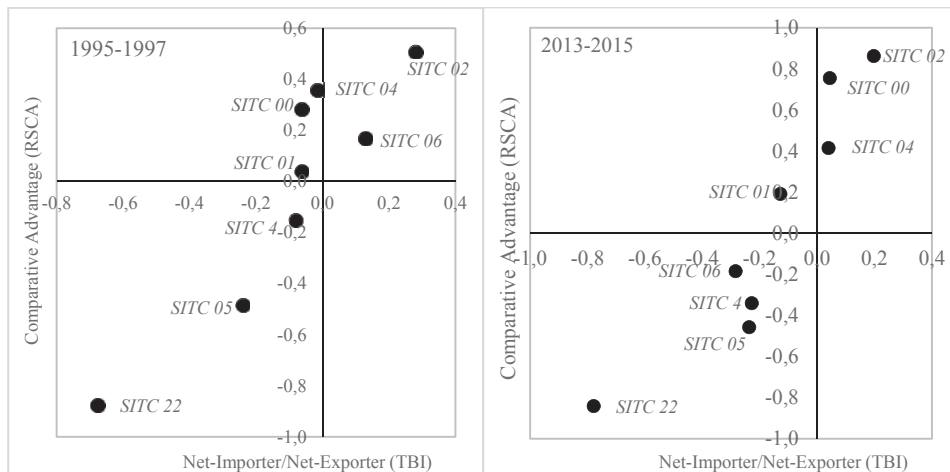 1995-1997
Comparative Advantage (RSCA)
0,6
0,4
0,2
0,0
-0,2
-0,4
-0,6
-0,8
-1,0
-0,8
-0,6
-0,4
-0,2
0,0
0,2
0,4
SITC 02
SITC 04
SITC 00
SITC 06
SITC 01
SITC 4
SITC 05
SITC 22
Net-Importer/Net-Exporter (TBI)
2013-2015
Comparative Advantage (RSCA)
1,0
0,8
0,6
0,4
0,2
0,0
-0,2
-0,4
-0,6
-0,8
-1,0
-1,0
-0,8
-0,6
-0,4
-0,2
0,0
0,2
0,4
SITC 02
SITC 00
SITC 04
SITC 01
SITC 06
SITC 4
SITC 05
SITC 22
Net-Importer/Net-Exporter (TBI)